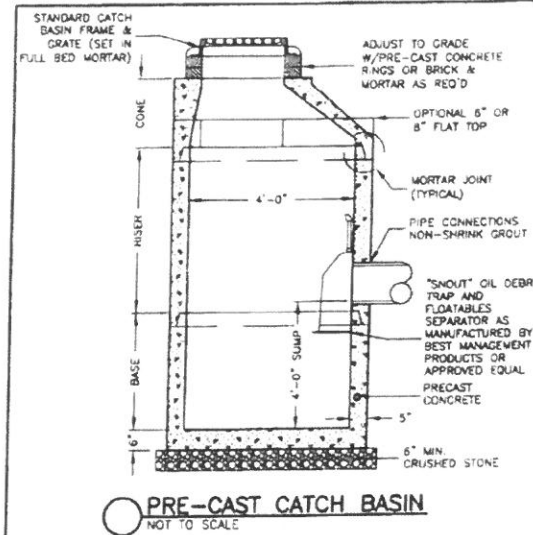 STANDARD CATCH
BASIN FRAME &
GRATE (SET IN
FULL BED MORTAR)
ADJUST TO GRADE
W/PRE-CAST CONCRETE
RINGS OR BRICK &
MORTAR AS REQ'D
CONE
OPTIONAL 6" OR
8" FLAT TOP
MORTAR JOINT
(TYPICAL)
4'-0"
RISER
PIPE CONNECTIONS
NON-SHRINK GROUT
"SNOUT" OIL DEBR
TRAP AND
FLOATABLES
SEPARATOR AS
MANUFACTURED BY
BEST MANAGEMENT
PRODUCTS OR
APPROVED EQUAL
BASE
4'-0" SUMP
PRECAST
CONCRETE
5"
6"
6" MIN.
CRUSHED STONE
PRE-CAST CATCH BASIN
NOT TO SCALE